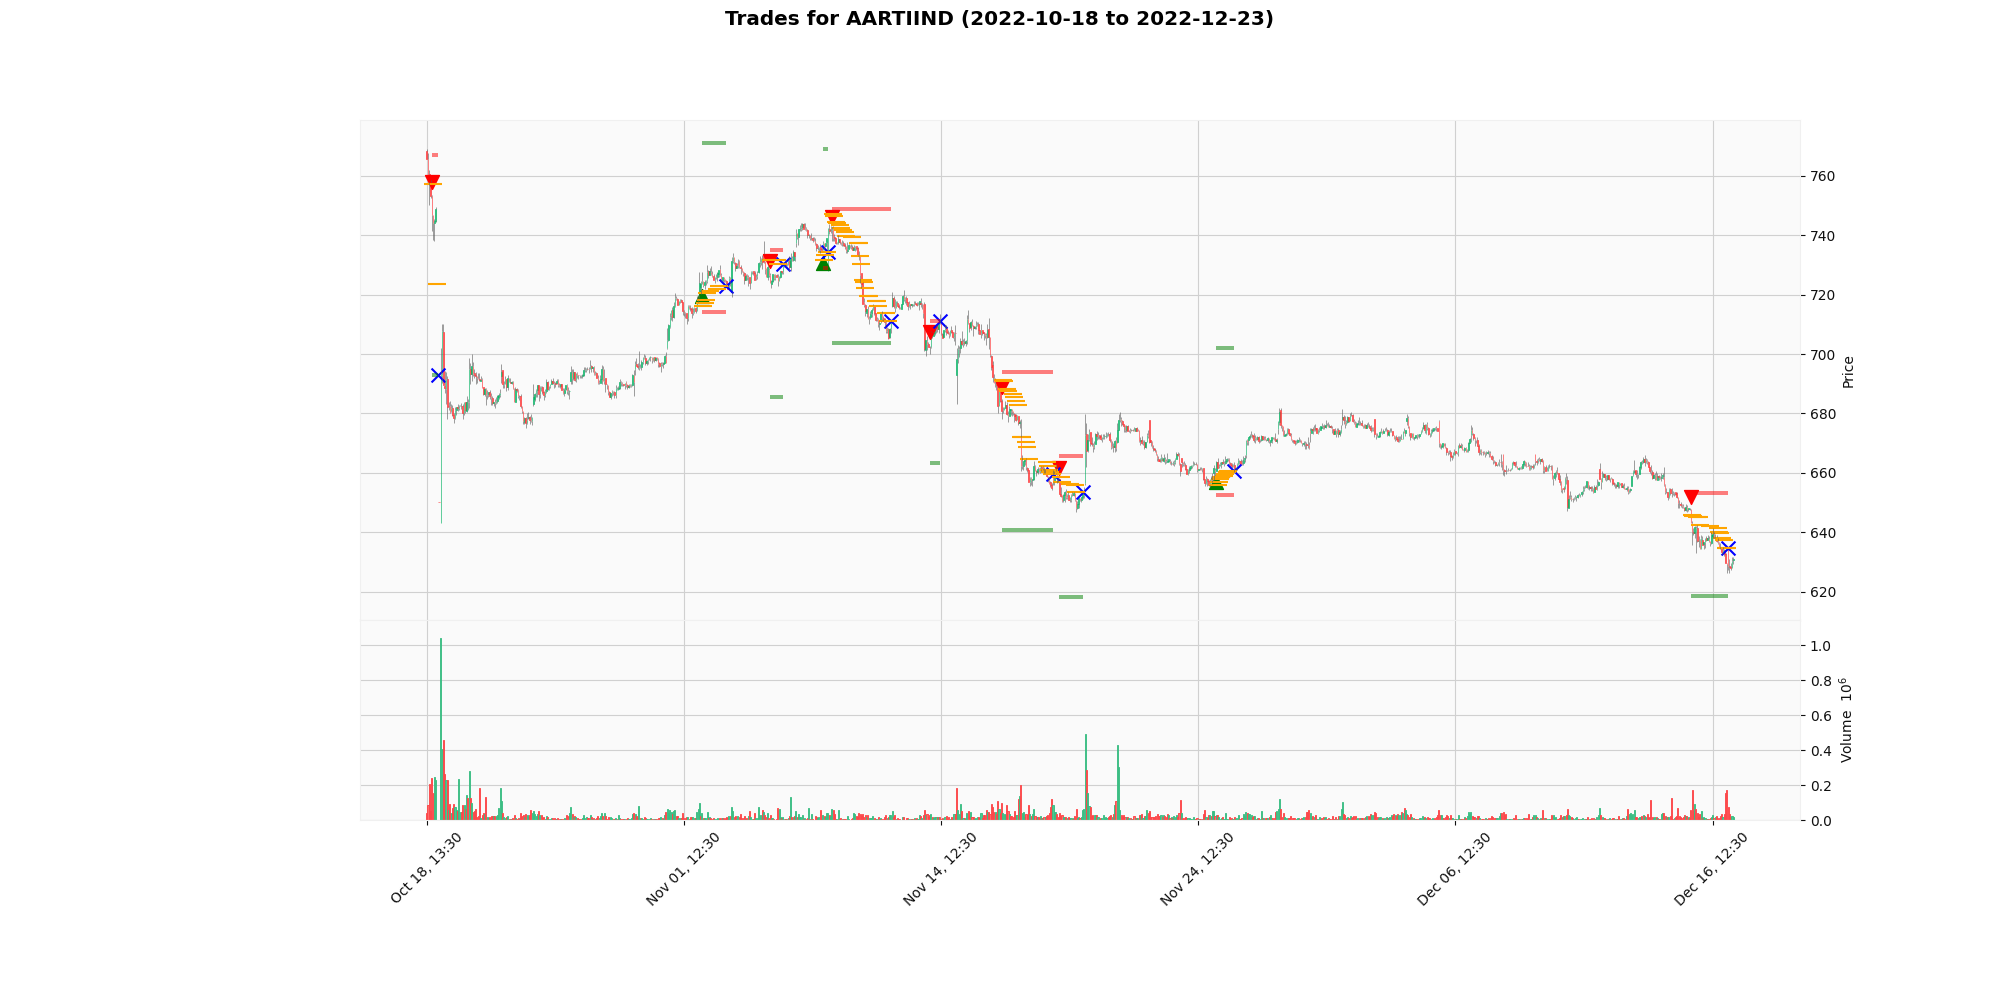 Trades for AARTIIND (2022-10-18 to 2022-12-23)
760
740
720
700
680
660
640
620
Price
1.0
0.8
0.6
0.4
0.2
0.0
Volume 10^6
Oct 18, 13:30
Nov 01, 12:30
Nov 14, 12:30
Nov 24, 12:30
Dec 06, 12:30
Dec 16, 12:30